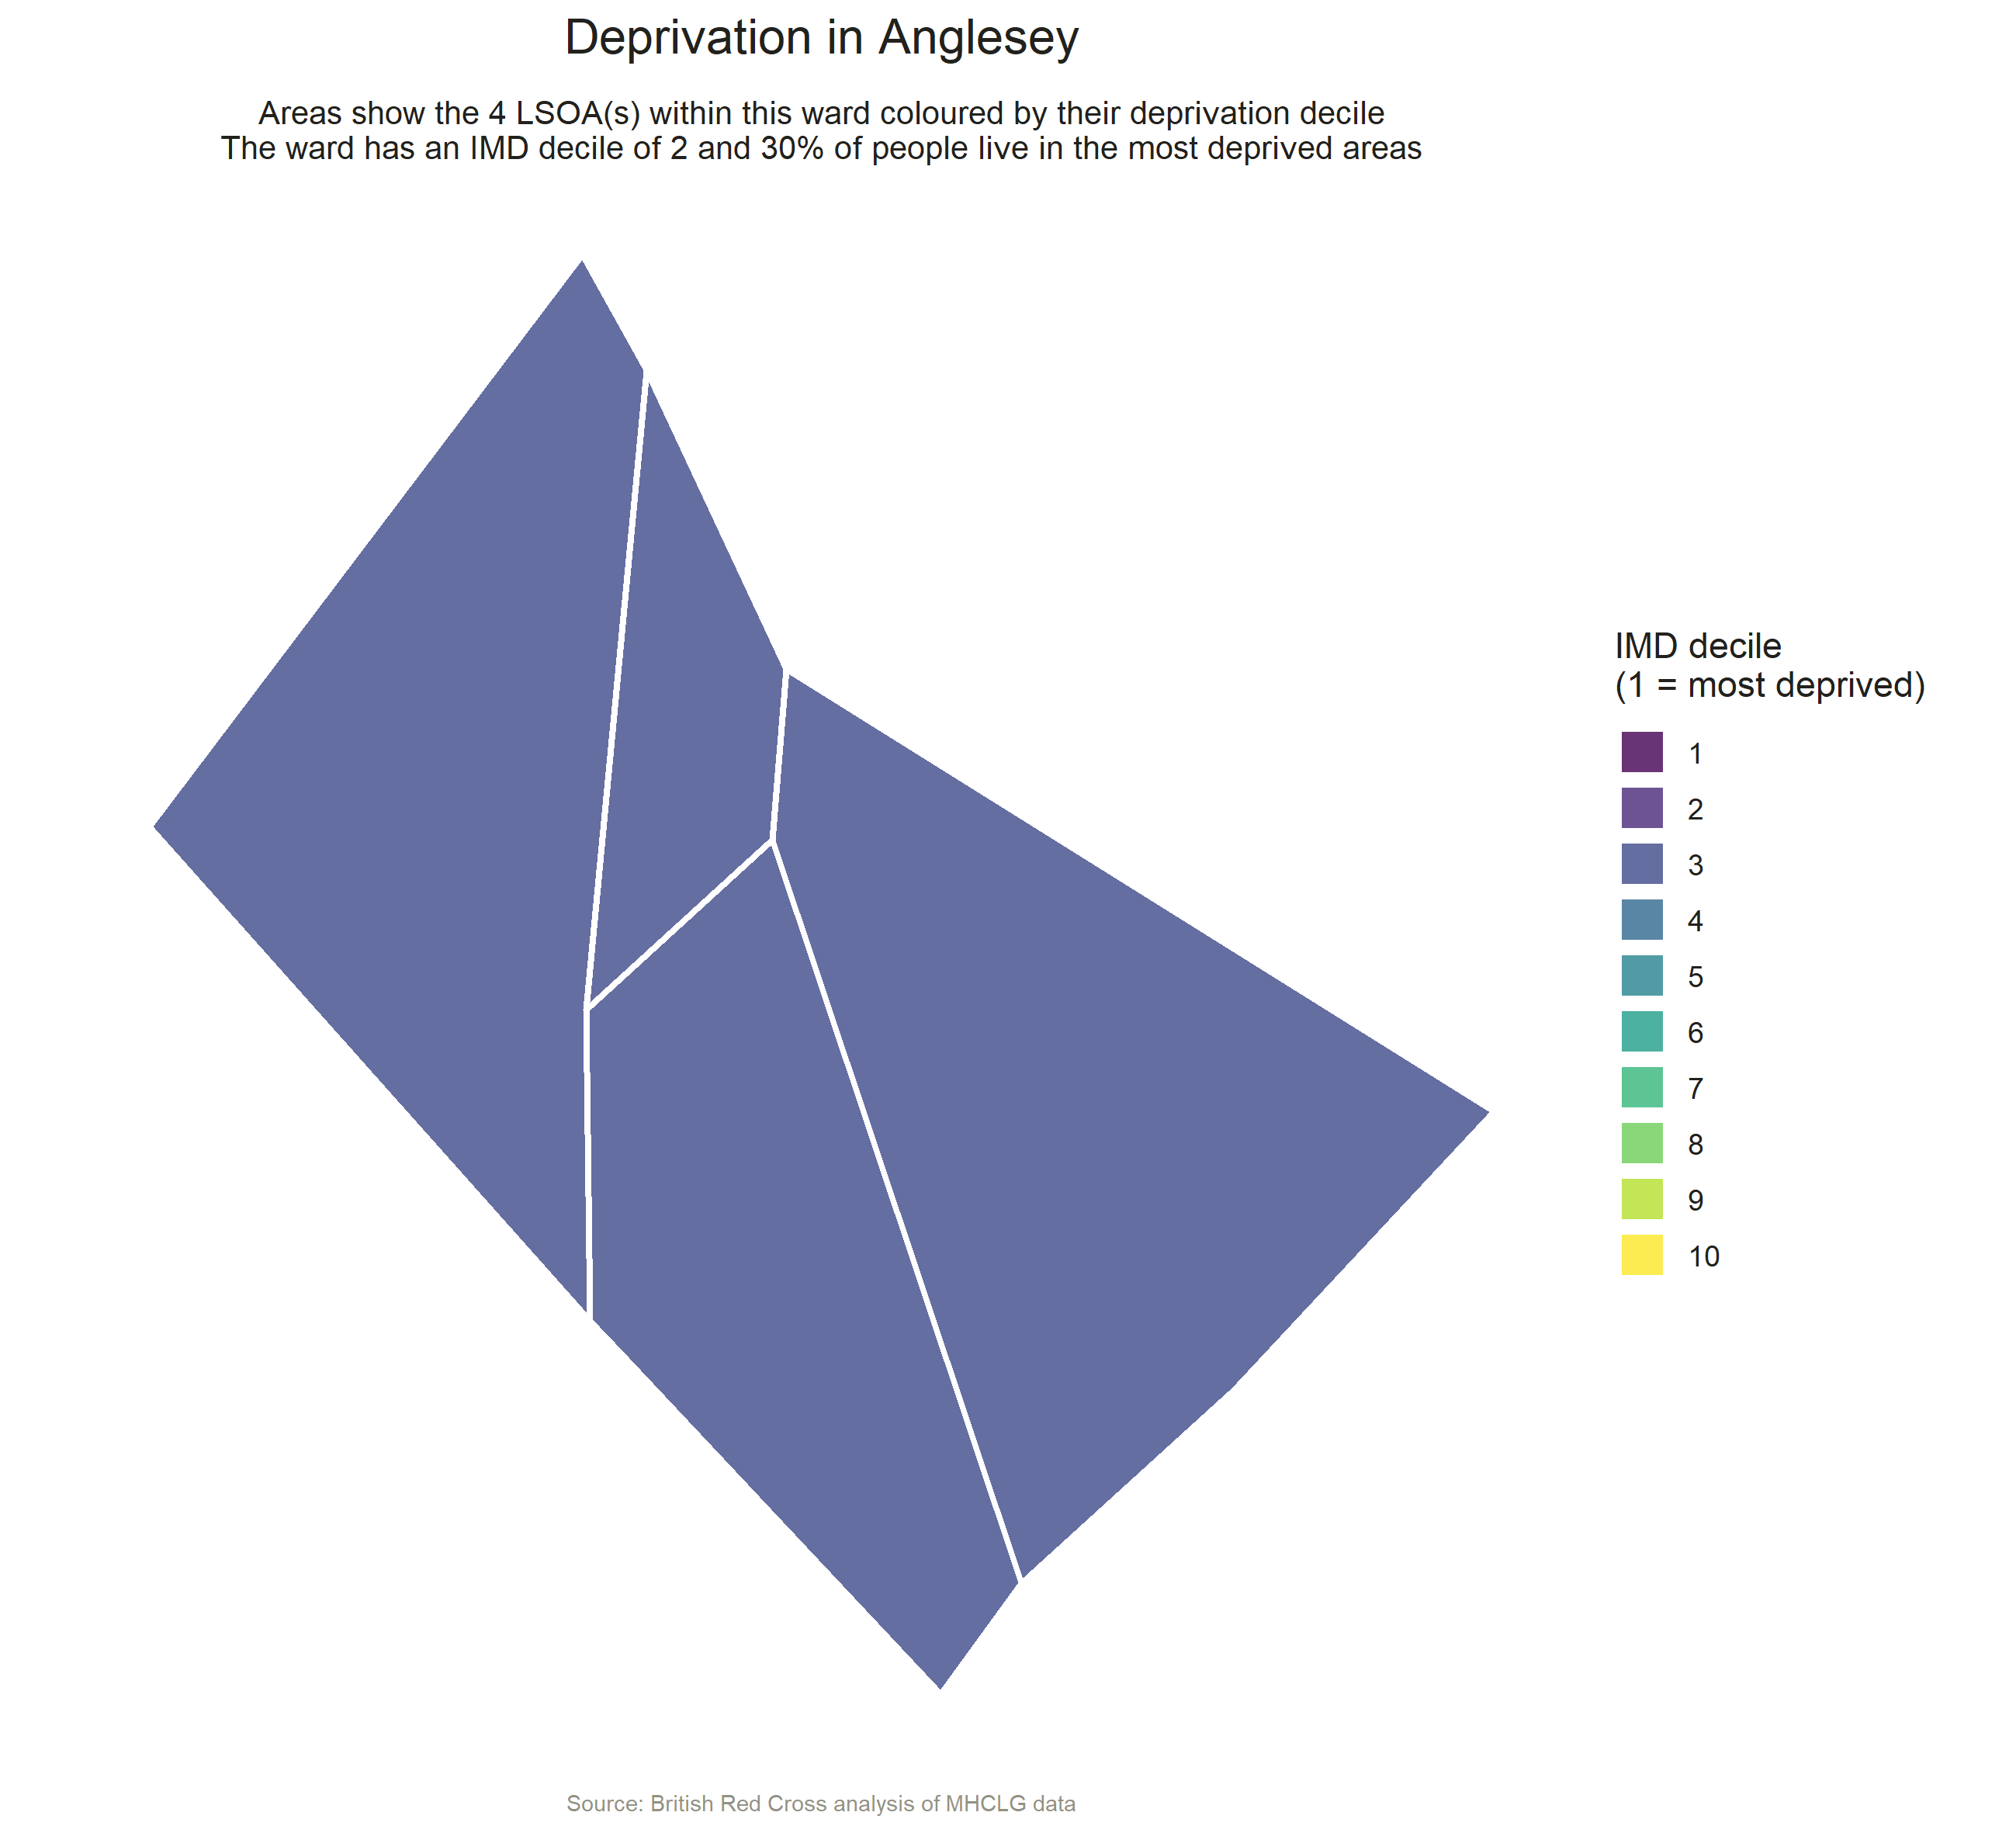 Deprivation in Anglesey
Areas show the 4 LSOA(s) within this ward coloured by their deprivation decile
The ward has an IMD decile of 2 and 30% of people live in the most deprived areas
IMD decile
(1 = most deprived)
1
2
3
4
5
6
7
8
9
10
Source: British Red Cross analysis of MHCLG data